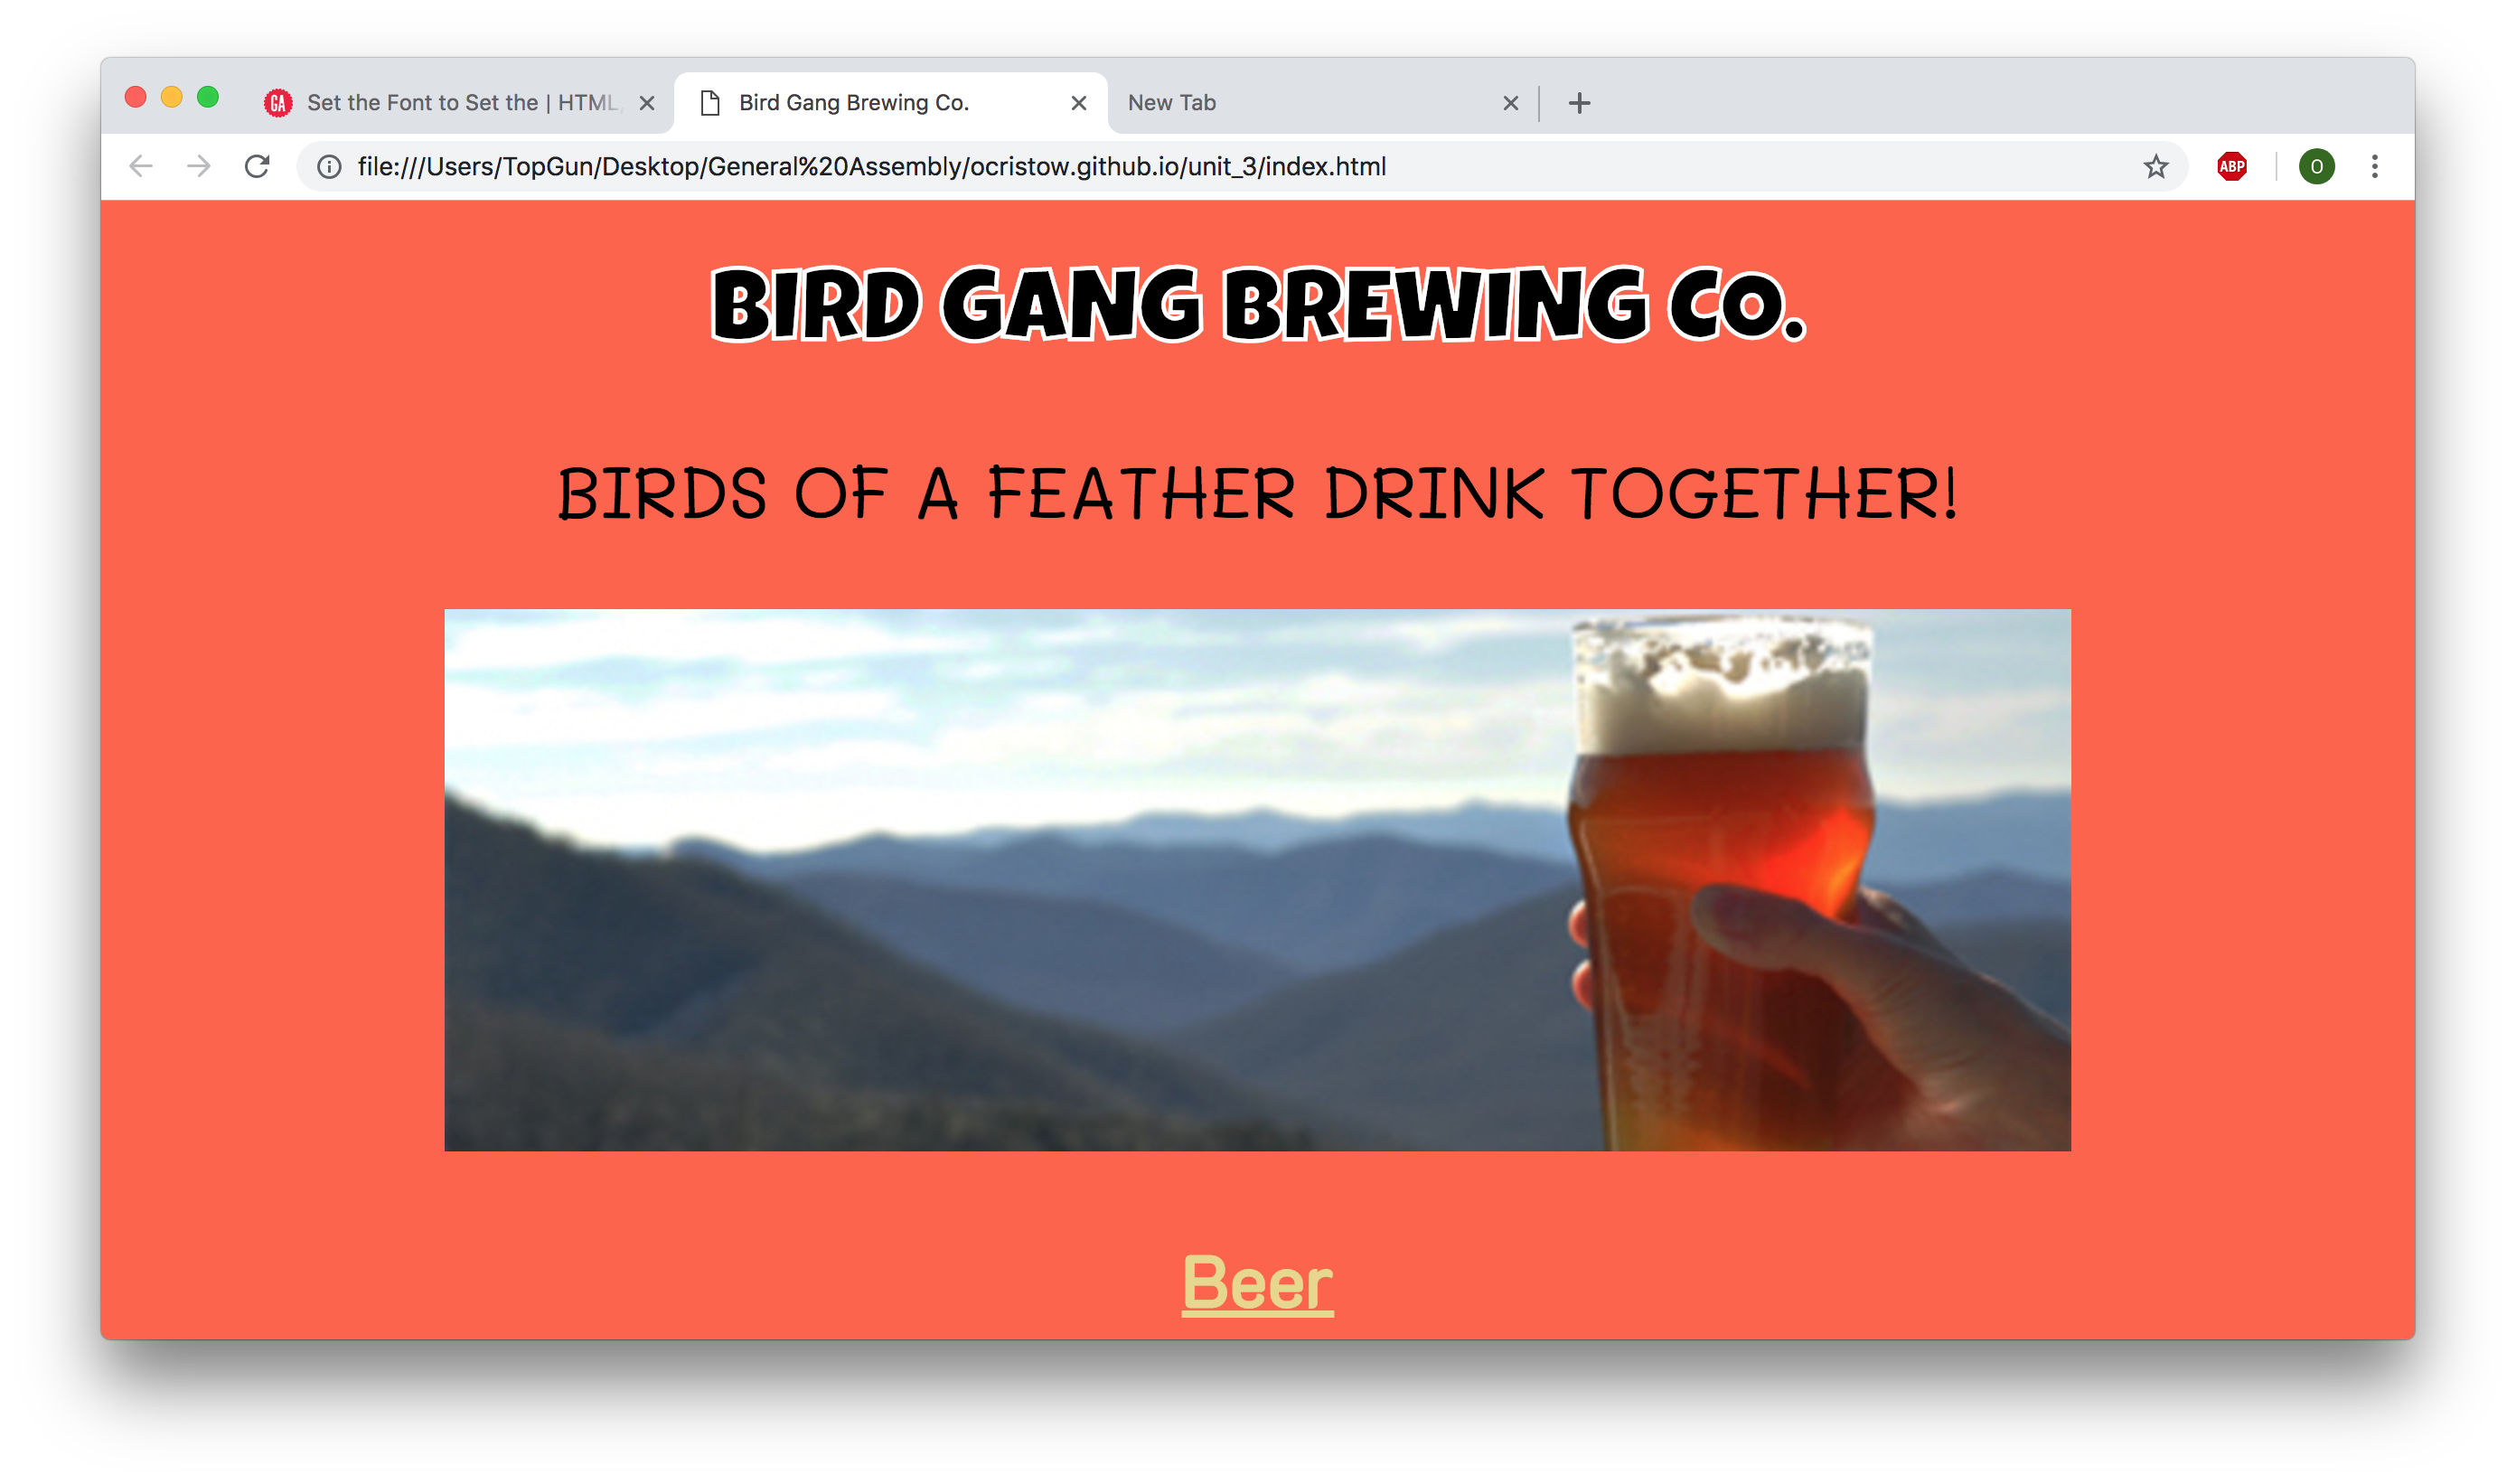 GA Set the Font to Set the | HTML,
Bird Gang Brewing Co.
New Tab
file:///Users/TopGun/Desktop/General%20Assembly/ocristow.github.io/unit_3/index.html
ABP
O
BIRD GANG BREWING CO.
BIRDS OF A FEATHER DRINK TOGETHER!
Beer